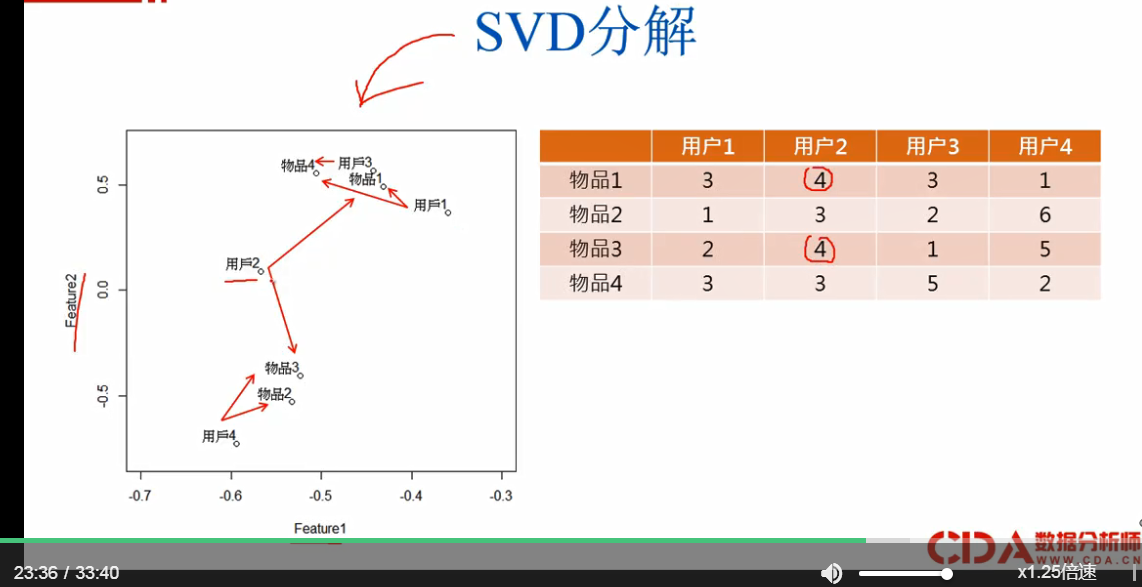 SVD分解
物品4
用戶3
物品1
用戶1
用戶2
物品3
物品2
用戶4
0.5
0.0
-0.5
Feature2
-0.7 -0.6 -0.5 -0.4 -0.3
Feature1
用户1 用户2 用户3 用户4
物品1 3 4 3 1
物品2 1 3 2 6
物品3 2 4 1 5
物品4 3 3 5 2
CDA 数据分析师
WWW.CDA.CN
23:36 / 33:40
x1.25倍速